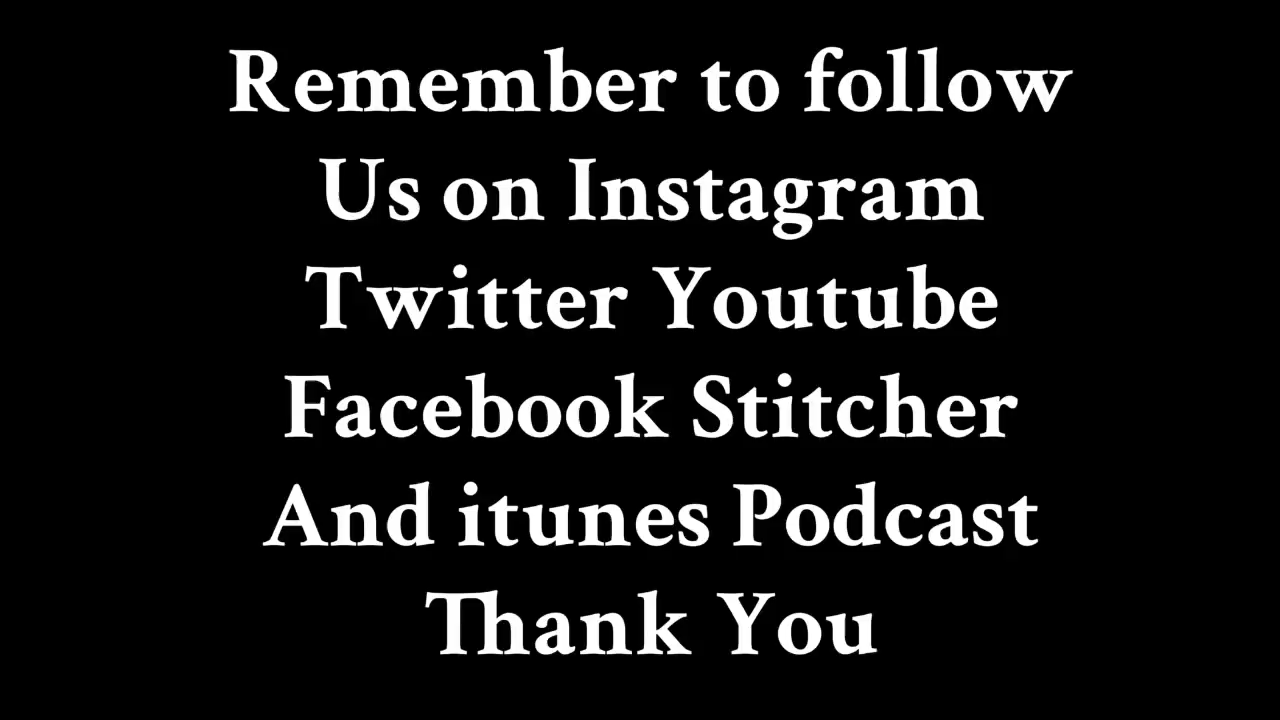 Remember to follow
Us on Instagram
Twitter Youtube
Facebook Stitcher
And itunes Podcast
Thank You